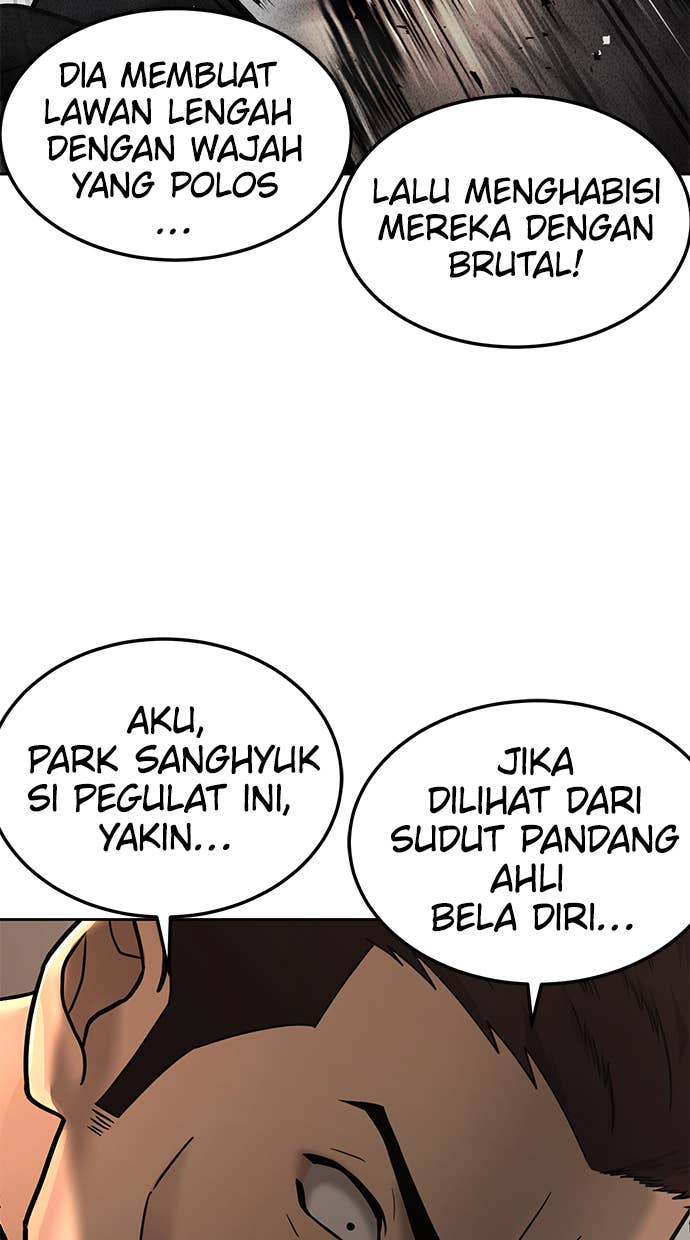 DIA MEMBUAT
LAWAN LENGAH
DENGAN WAJAH
YANG POLOS
...
LALU MENGHABISI
MEREKA DENGAN
BRUTAL!
AKU,
PARK SANGHYUK
SI PEGULAT INI,
YAKIN...
JIKA
DILIHAT DARI
SUDUT PANDANG
AHLI
BELA DIRI...